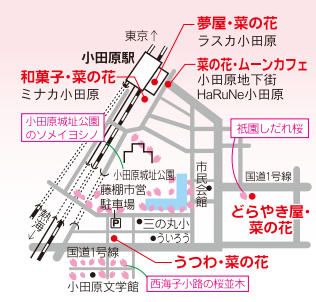 東京↑
夢屋・菜の花
ラスカ小田原
小田原駅
菜の花・ムーンカフェ
小田原地下街
HaRuNe小田原
和菓子・菜の花
ミナカ小田原
小田原城址公園
のソメイヨシノ
祇園しだれ桜
小田原城址公園
市民会館
国道1号線
藤棚市営
駐車場
P
三の丸小
ういろう
どらやき屋・
菜の花
←熱海
国道1号線
うつわ・菜の花
西海子小路の桜並木
小田原文学館